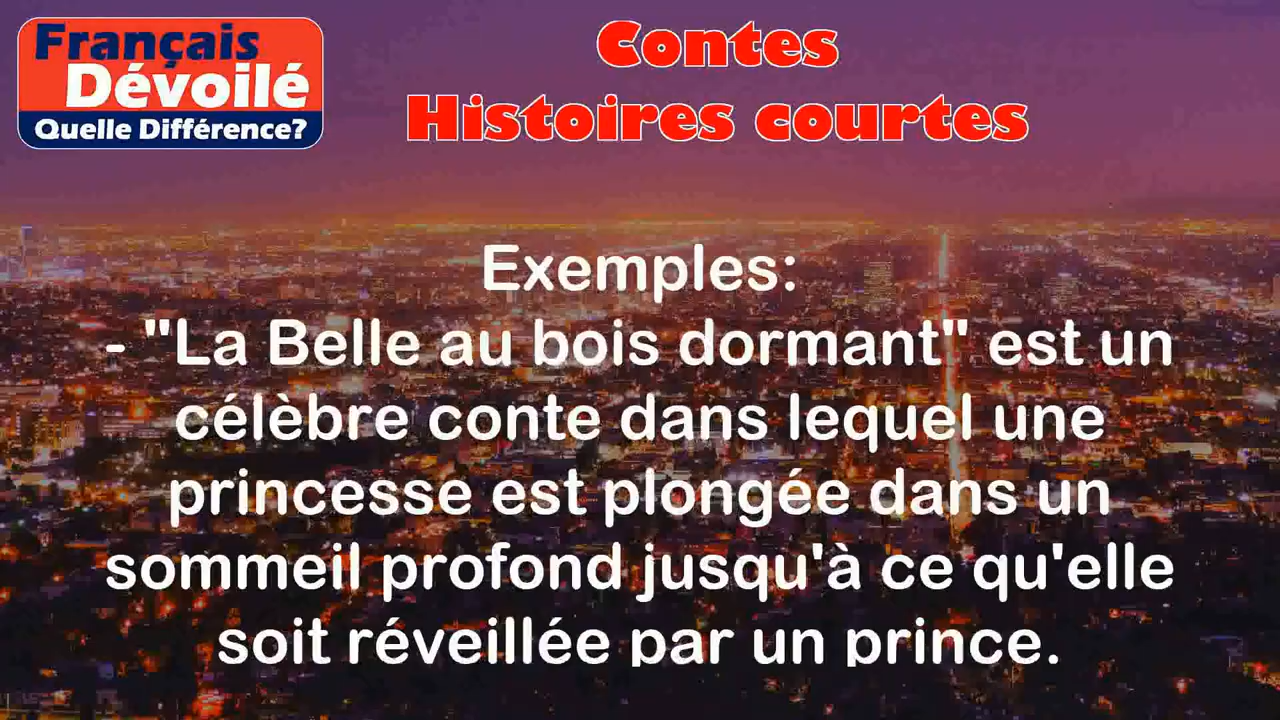 Français
Dévoilé
Quelle Différence?
Contes
Histoires courtes
Exemples:
- "La Belle au bois dormant" est un
célèbre conte dans lequel une
princesse est plongée dans un
sommeil profond jusqu'à ce qu'elle
soit réveillée par un prince.